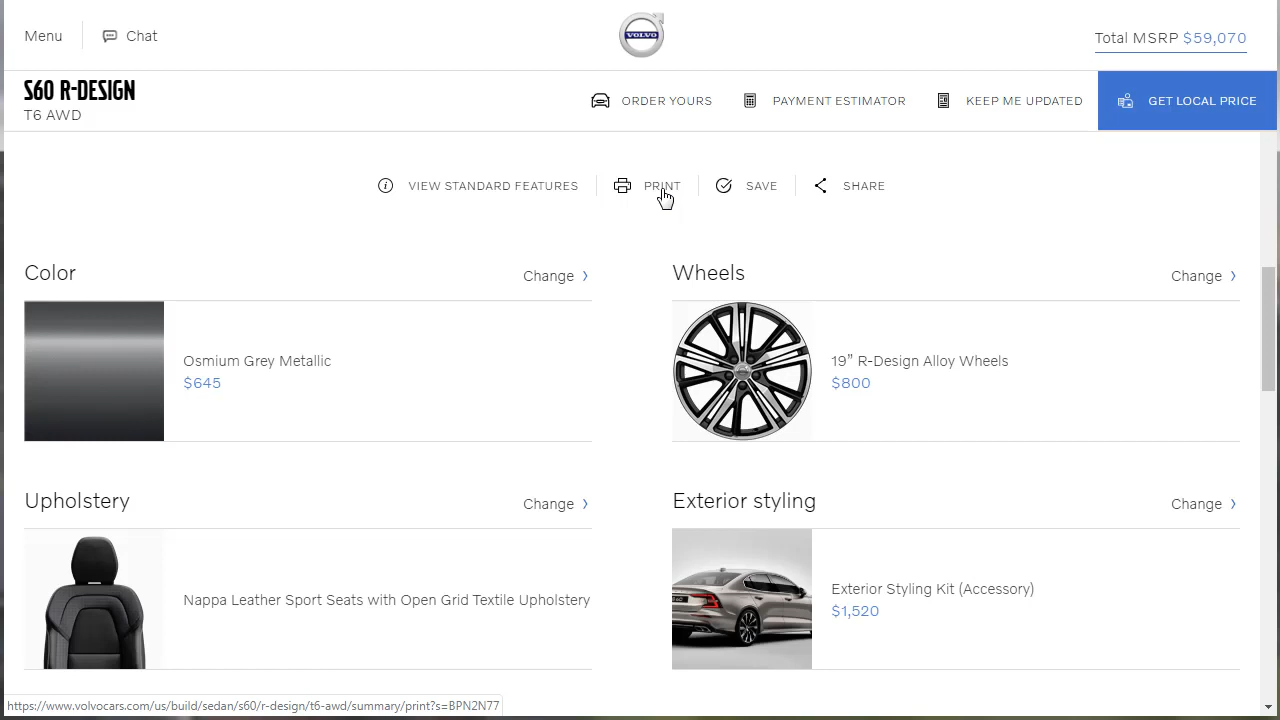 Menu
Chat
VOLVO
Total MSRP $59,070
S60 R-DESIGN
T6 AWD
ORDER YOURS
PAYMENT ESTIMATOR
KEEP ME UPDATED
GET LOCAL PRICE
VIEW STANDARD FEATURES
PRINT
SAVE
SHARE
Color
Change
Osmium Grey Metallic
$645
Wheels
Change
19” R-Design Alloy Wheels
$800
Upholstery
Change
Nappa Leather Sport Seats with Open Grid Textile Upholstery
Exterior styling
Change
Exterior Styling Kit (Accessory)
$1,520
https://www.volvocars.com/us/build/sedan/s60/r-design/t6-awd/summary/print?s=BPN2N77